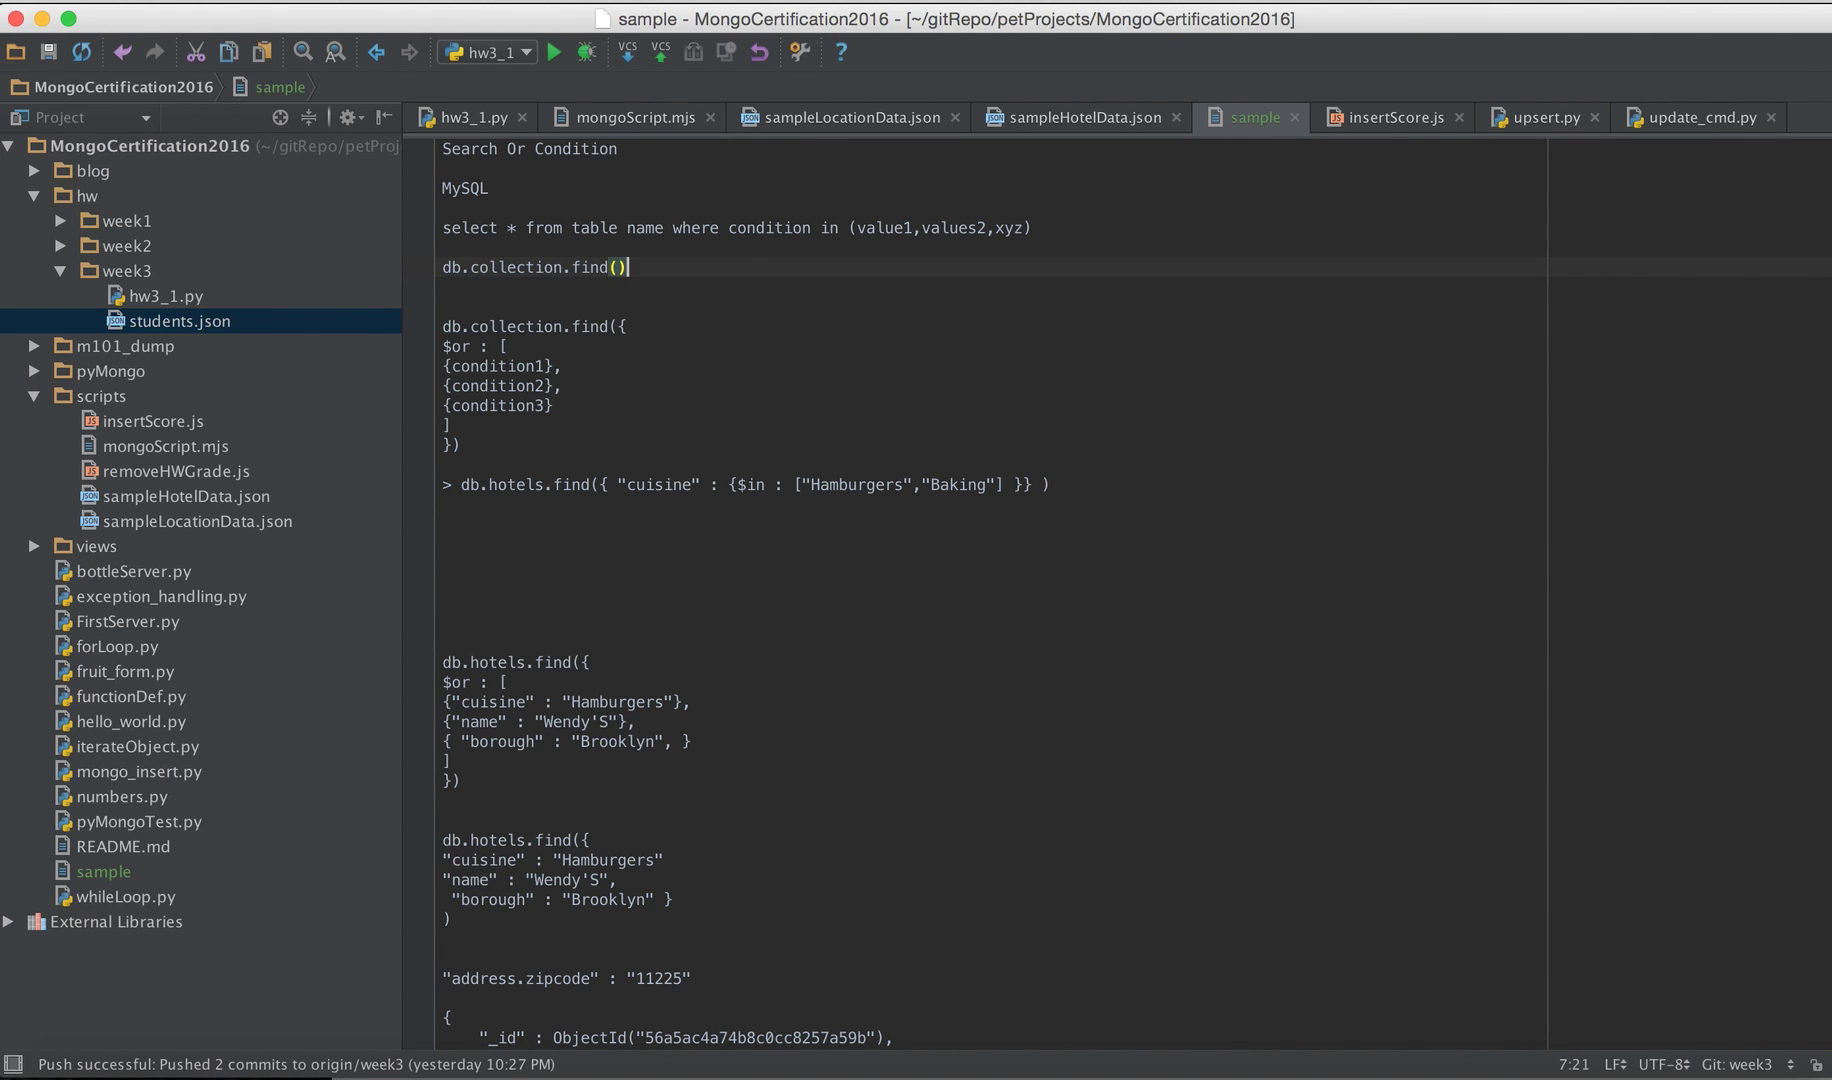 sample - MongoCertification2016 - [~/gitRepo/petProjects/MongoCertification2016]
hw3_1
VCS
VCS
?
MongoCertification2016
sample
Project
hw3_1.py
mongoScript.mjs
sampleLocationData.json
sampleHotelData.json
sample
insertScore.js
upsert.py
update_cmd.py
MongoCertification2016 (~/gitRepo/petProj
blog
hw
week1
week2
week3
hw3_1.py
students.json
m101_dump
pyMongo
scripts
insertScore.js
mongoScript.mjs
removeHWGrade.js
sampleHotelData.json
sampleLocationData.json
views
bottleServer.py
exception_handling.py
FirstServer.py
forLoop.py
fruit_form.py
functionDef.py
hello_world.py
iterateObject.py
mongo_insert.py
numbers.py
pyMongoTest.py
README.md
sample
whileLoop.py
External Libraries
Search Or Condition
MySQL
select * from table name where condition in (value1,values2,xyz)
db.collection.find()
db.collection.find({
$or : [
{condition1},
{condition2},
{condition3}
]
})
> db.hotels.find({ "cuisine" : {$in : ["Hamburgers","Baking"] }} )
db.hotels.find({
$or : [
{"cuisine" : "Hamburgers"},
{"name" : "Wendy'S"},
{ "borough" : "Brooklyn", }
]
})
db.hotels.find({
"cuisine" : "Hamburgers"
"name" : "Wendy'S",
"borough" : "Brooklyn" }
)
"address.zipcode" : "11225"
{
"_id" : ObjectId("56a5ac4a74b8c0cc8257a59b"),
Push successful: Pushed 2 commits to origin/week3 (yesterday 10:27 PM)
7:21 LF UTF-8 Git: week3